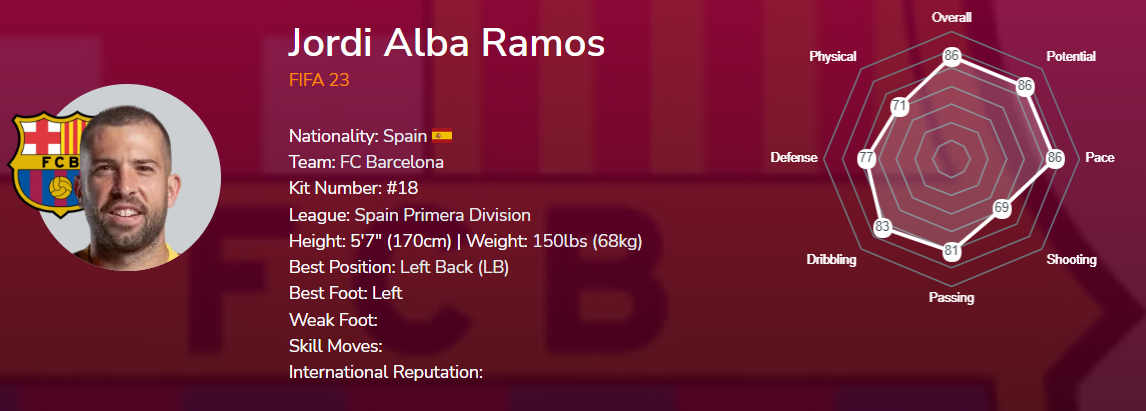 Jordi Alba Ramos
FIFA 23
FCB
Nationality: Spain
Team: FC Barcelona
Kit Number: #18
League: Spain Primera Division
Height: 5'7" (170cm) | Weight: 150lbs (68kg)
Best Position: Left Back (LB)
Best Foot: Left
Weak Foot:
Skill Moves:
International Reputation:
FCB
Overall
86
Potential
86
Pace
86
Shooting
69
Passing
81
Dribbling
83
Defense
77
Physical
71